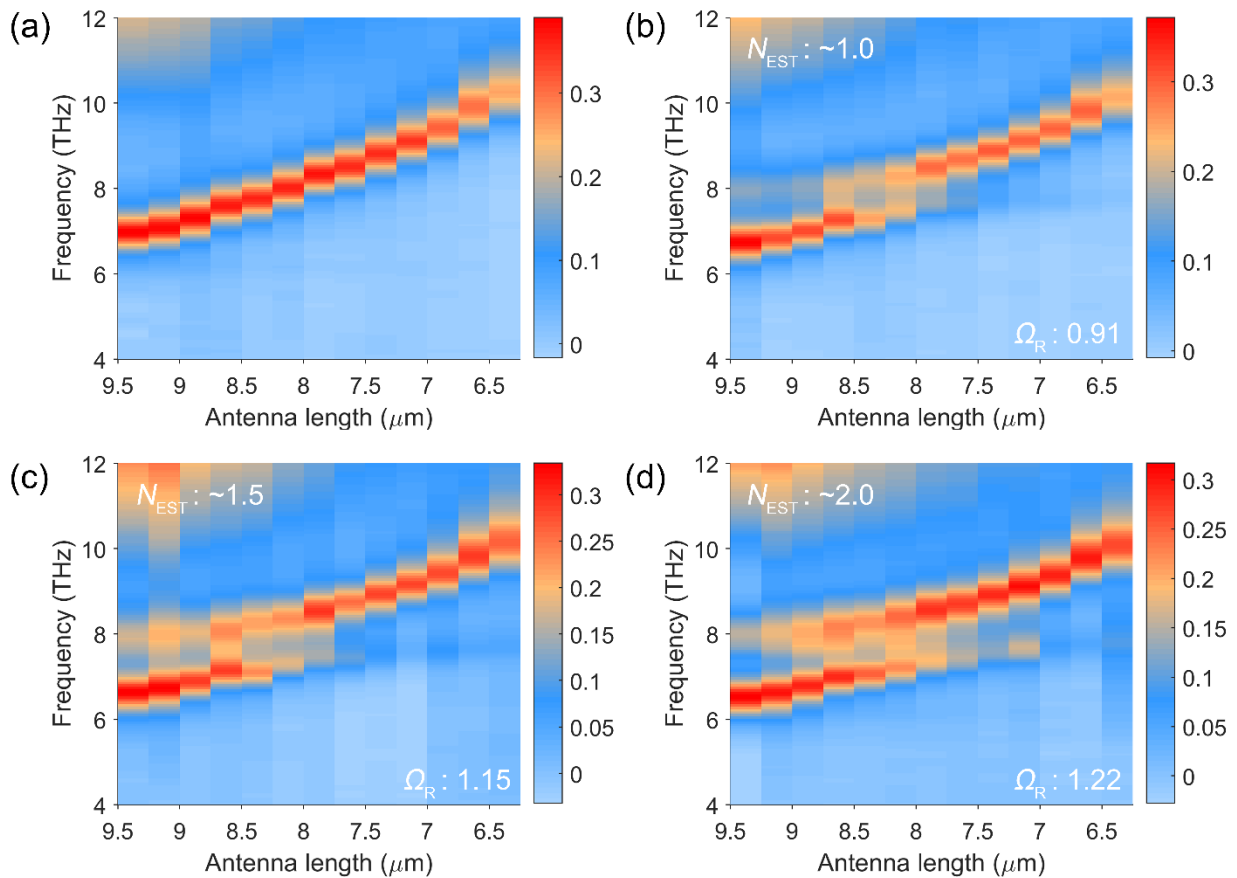 (a)
12
10
8
6
4
Frequency (THz)
9.5 9 8.5 8 7.5 7 6.5
Antenna length (μm)
0.3
0.2
0.1
0
(b)
N_EST : ~1.0
12
10
8
6
4
Frequency (THz)
Ω_R : 0.91
9.5 9 8.5 8 7.5 7 6.5
Antenna length (μm)
0.3
0.2
0.1
0
(c)
N_EST : ~1.5
12
10
8
6
4
Frequency (THz)
Ω_R : 1.15
9.5 9 8.5 8 7.5 7 6.5
Antenna length (μm)
0.3
0.25
0.2
0.15
0.1
0.05
0
(d)
N_EST : ~2.0
12
10
8
6
4
Frequency (THz)
Ω_R : 1.22
9.5 9 8.5 8 7.5 7 6.5
Antenna length (μm)
0.3
0.25
0.2
0.15
0.1
0.05
0